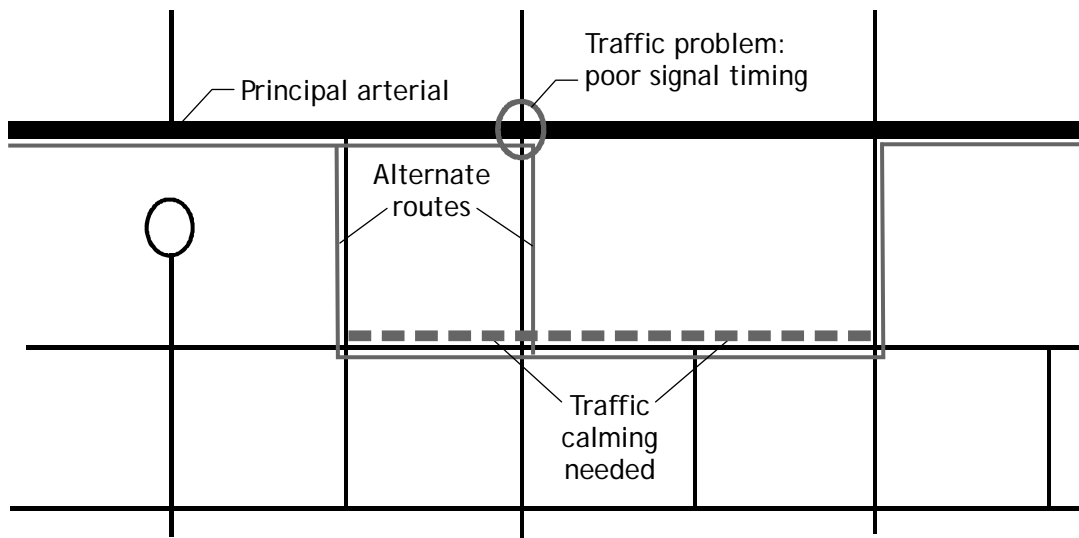 Traffic problem:
poor signal timing
Principal arterial
Alternate
routes
Traffic
calming
needed